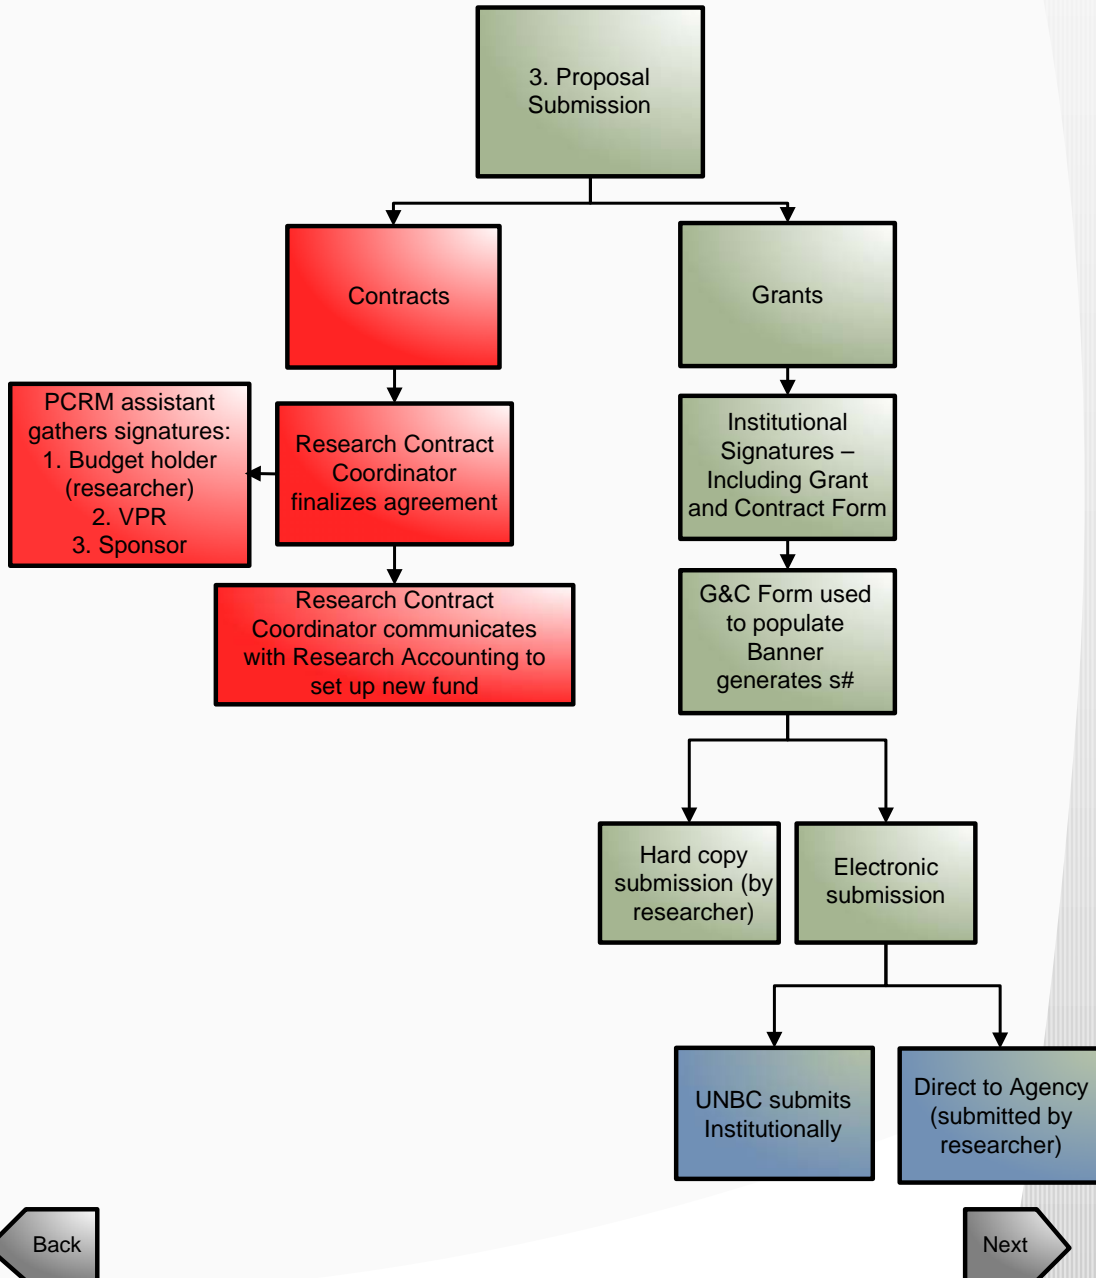 3. Proposal
Submission
Contracts
Grants
PCRM assistant
gathers signatures:
1. Budget holder
(researcher)
2. VPR
3. Sponsor
Research Contract
Coordinator
finalizes agreement
Institutional
Signatures –
Including Grant
and Contract Form
Research Contract
Coordinator communicates
with Research Accounting to
set up new fund
G&C Form used
to populate
Banner
generates s#
Hard copy
submission (by
researcher)
Electronic
submission
UNBC submits
Institutionally
Direct to Agency
(submitted by
researcher)
Back
Next